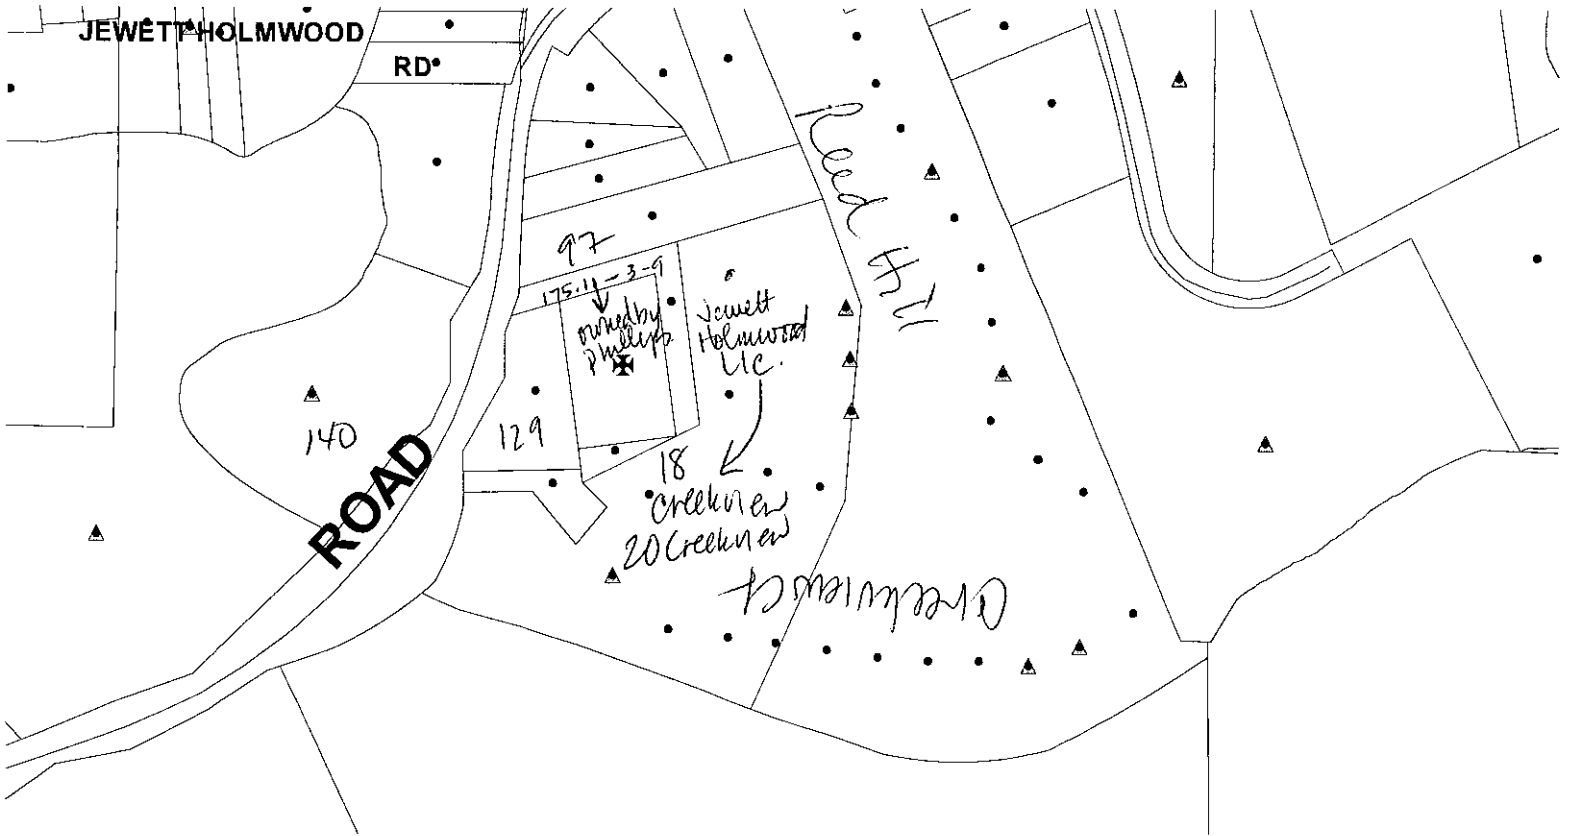 JEWETT HOLMWOOD
RD
Reed Hill
97
175.11-3-9
owned by
Phillips
Jewett
Holmwood
LLC.
140
129
ROAD
18
Creekview
20 Creekview
Creekview Ct